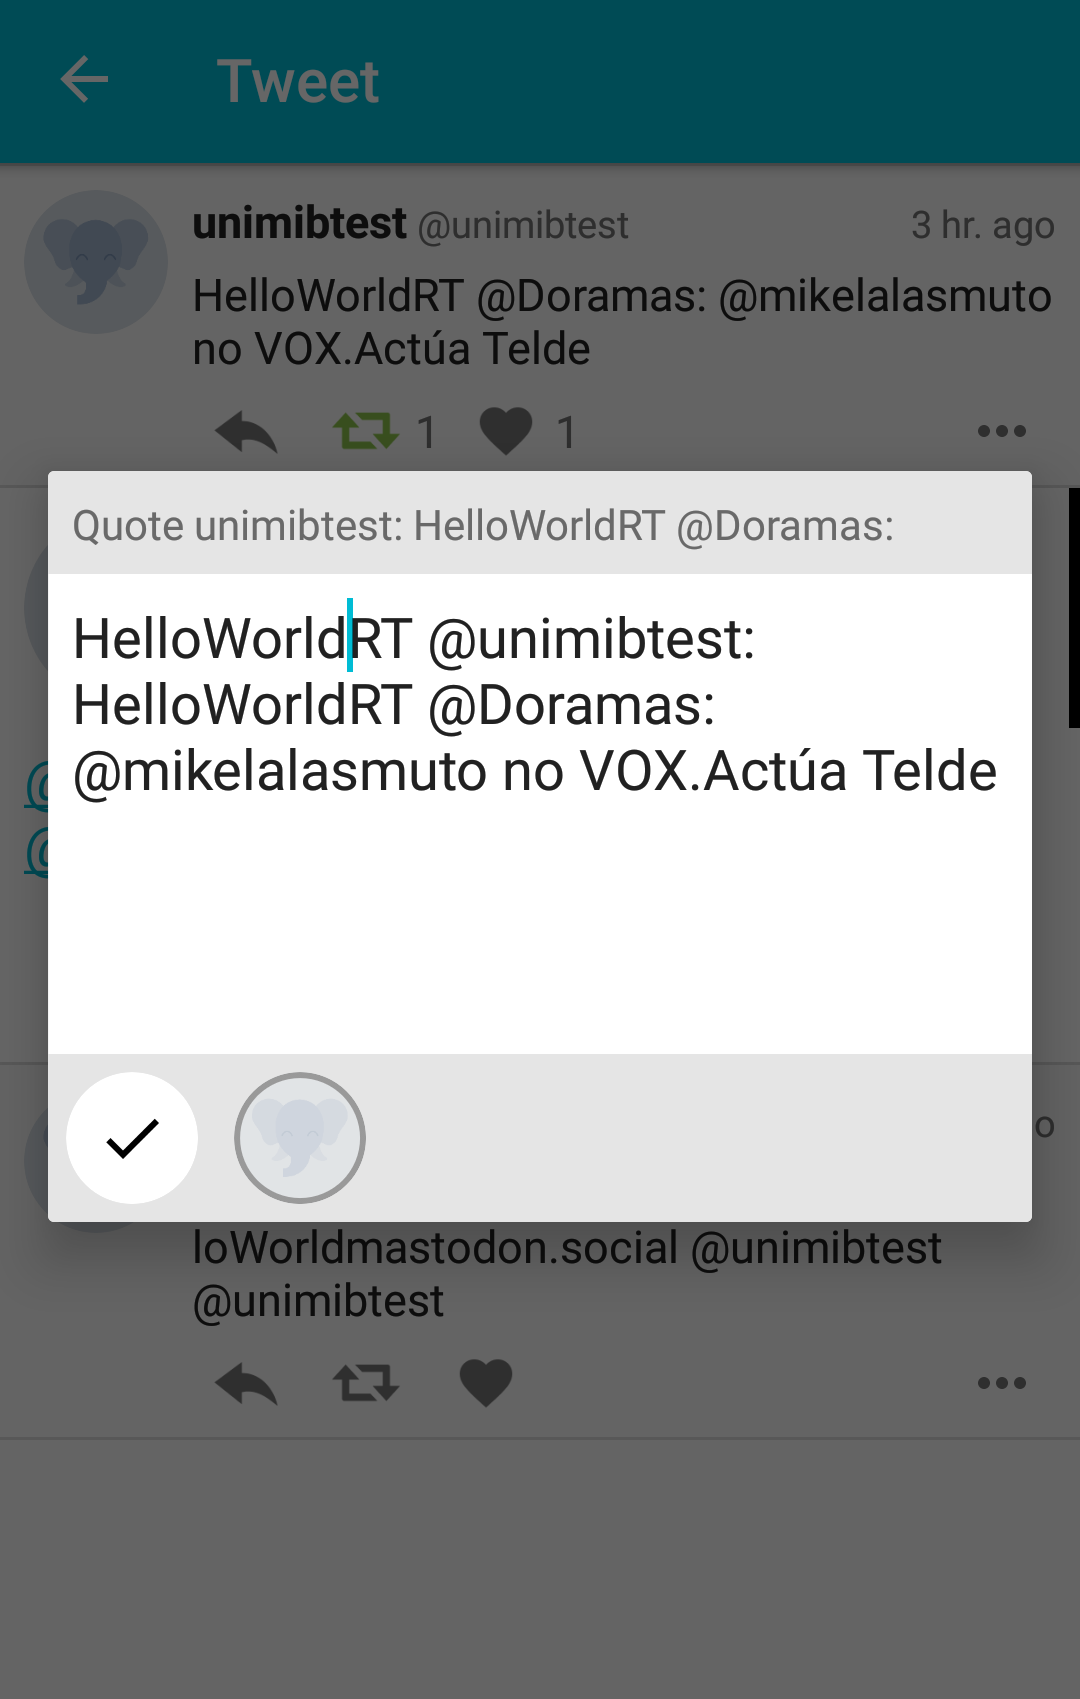 Tweet
unimibtest @unimibtest 3 hr. ago
HelloWorldRT @Doramas: @mikelalasmuto
no VOX.Actúa Telde
1 1
Quote unimibtest: HelloWorldRT @Doramas:
HelloWorldRT @unimibtest:
HelloWorldRT @Doramas:
@mikelalasmuto no VOX.Actúa Telde
@
@
o
loWorldmastodon.social @unimibtest
@unimibtest